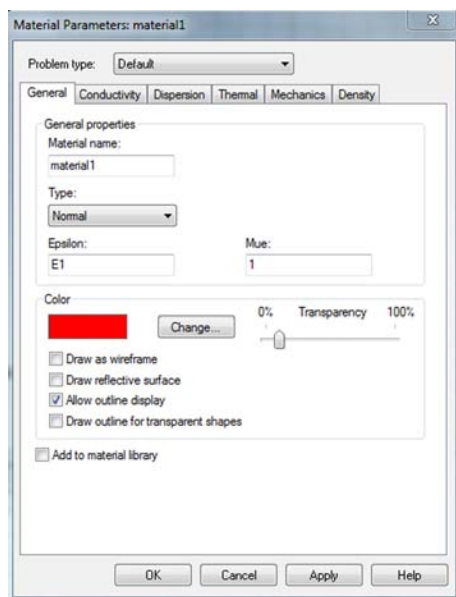 Material Parameters: material1
Problem type: Default
General Conductivity Dispersion Thermal Mechanics Density
General properties
Material name:
material1
Type:
Normal
Epsilon: Mue:
E1 1
Color
0% Transparency 100%
Change...
Draw as wireframe
Draw reflective surface
Allow outline display
Draw outline for transparent shapes
Add to material library
OK Cancel Apply Help